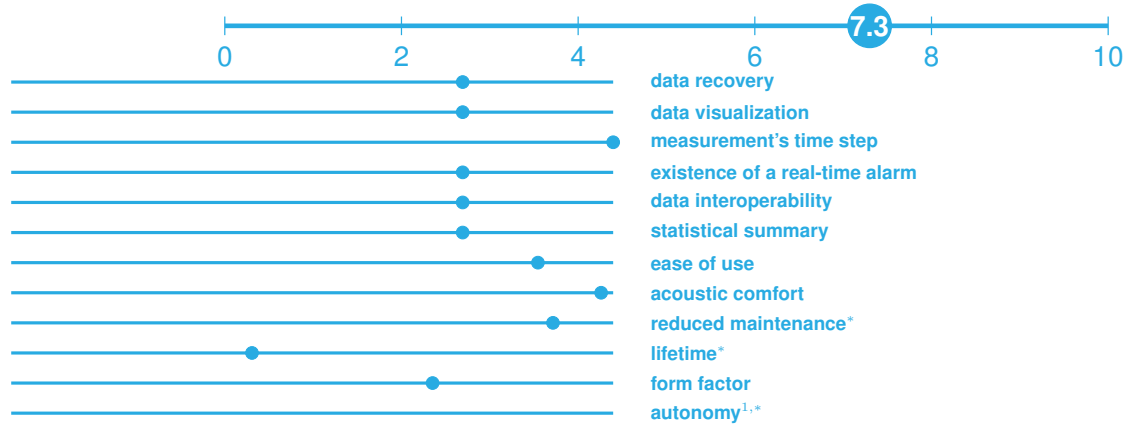 7.3
0 2 4 6 8 10
data recovery
data visualization
measurement's time step
existence of a real-time alarm
data interoperability
statistical summary
ease of use
acoustic comfort
reduced maintenance*
lifetime*
form factor
autonomy1,*